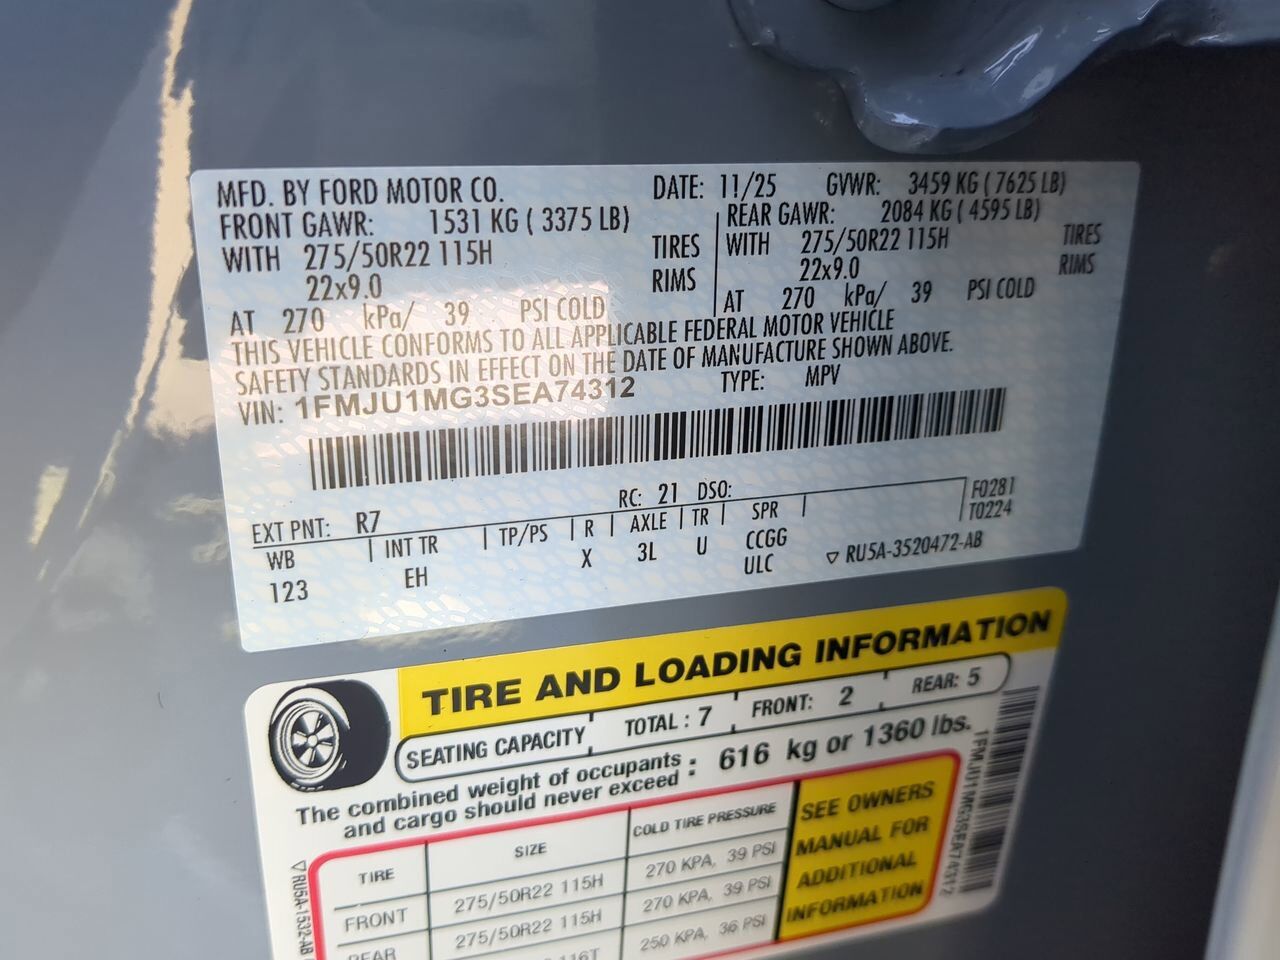 MFD. BY FORD MOTOR CO. DATE: 11/25 GVWR: 3459 KG ( 7625 LB)
FRONT GAWR: 1531 KG ( 3375 LB) REAR GAWR: 2084 KG ( 4595 LB)
WITH 275/50R22 115H TIRES WITH 275/50R22 115H TIRES
22x9.0 RIMS 22x9.0 RIMS
AT 270 kPa/ 39 PSI COLD AT 270 kPa/ 39 PSI COLD
THIS VEHICLE CONFORMS TO ALL APPLICABLE FEDERAL MOTOR VEHICLE
SAFETY STANDARDS IN EFFECT ON THE DATE OF MANUFACTURE SHOWN ABOVE.
VIN: 1FMJU1MG3SEA74312 TYPE: MPV
EXT PNT: R7 RC: 21 DSO: F0281
WB INT TR TP/PS R AXLE TR SPR T0224
123 EH X 3L U CCGG
ULC ▽ RU5A-3520472-AB
TIRE AND LOADING INFORMATION
SEATING CAPACITY TOTAL : 7 FRONT: 2 REAR: 5
The combined weight of occupants and cargo should never exceed : 616 kg or 1360 lbs.
TIRE SIZE COLD TIRE PRESSURE
FRONT 275/50R22 115H 270 KPA, 39 PSI
REAR 275/50R22 115H 270 KPA, 39 PSI
116T 250 KPA, 36 PSI
SEE OWNERS
MANUAL FOR
ADDITIONAL
INFORMATION
1FMJU1MG3SEA74312
▽ RU5A-1532-AB